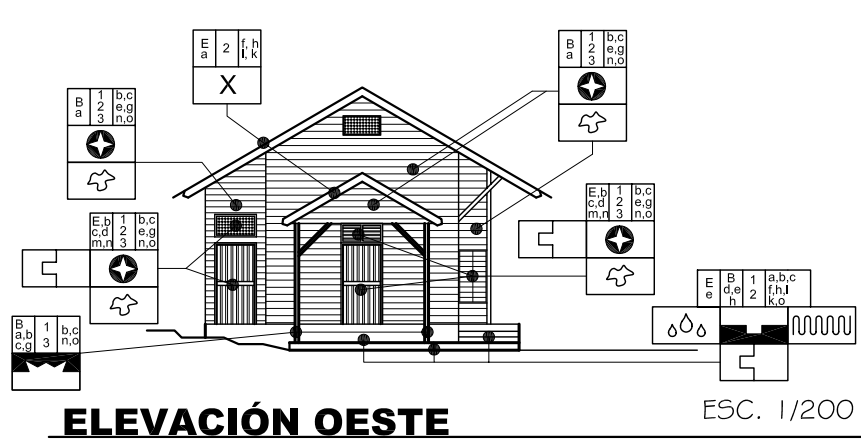 E a | 2 | f, h l, k
X
B a | 1 2 3 | b,c e,g n,o
B a | 1 2 3 | b,c e,g n,o
E,b c,d m,n | 1 2 3 | b,c e,g n,o
E,b c,d m,n | 1 2 3 | b,c e,g n,o
E e | B d,e h | 1 2 | a,b,c f,h,l k,o
B a,b c,g | 1 3 | b,c n,o
ELEVACIÓN OESTE
ESC. 1/200